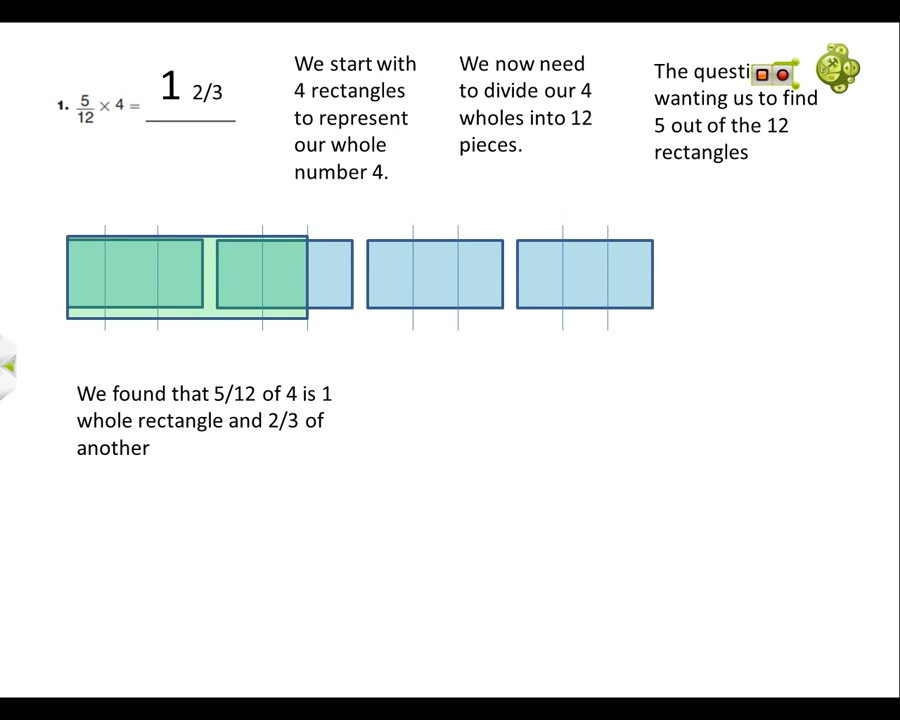 1. 5/12 × 4 = 1 2/3
We start with
4 rectangles
to represent
our whole
number 4.
We now need
to divide our 4
wholes into 12
pieces.
The questi
wanting us to find
5 out of the 12
rectangles
We found that 5/12 of 4 is 1
whole rectangle and 2/3 of
another